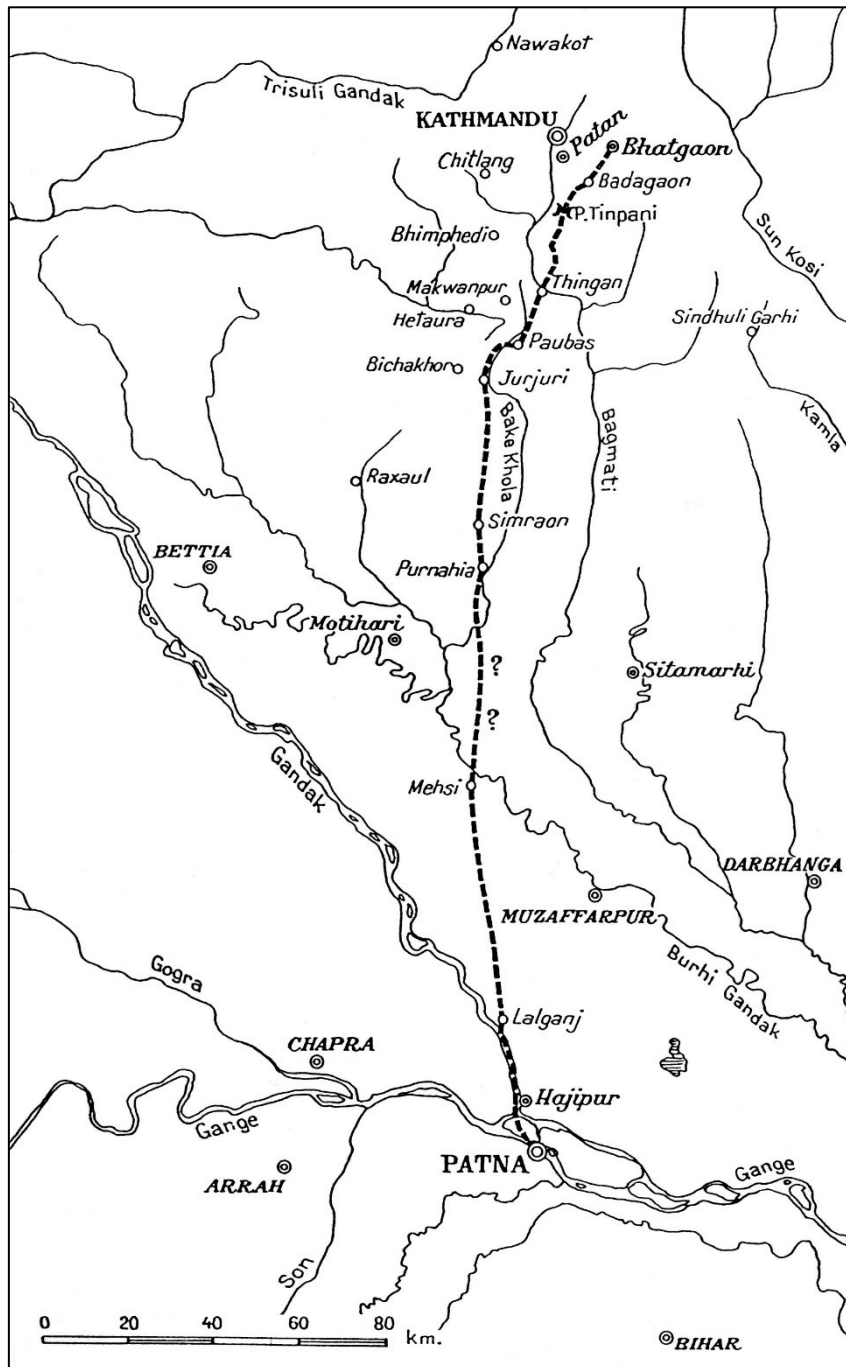 Nawakot
Trisuli Gandak
KATHMANDU
Patan
Bhatgaon
Chitlang
Badagaon
P.Tinpani
Bhimphedi
Sun Kosi
Thingan
Makwanpur
Hetaura
Sindhuli Garhi
Paubas
Bichakhor
Jurjuri
Kamla
Bake Khola
Bagmati
Raxaul
Simraon
BETTIA
Purnahia
Motihari
?
Sitamarhi
?
Gandak
Mehsi
DARBHANGA
MUZAFFARPUR
Burhi Gandak
Gogra
Lalganj
CHAPRA
Hajipur
Gange
PATNA
Gange
ARRAH
Son
0 20 40 60 80 km.
BIHAR